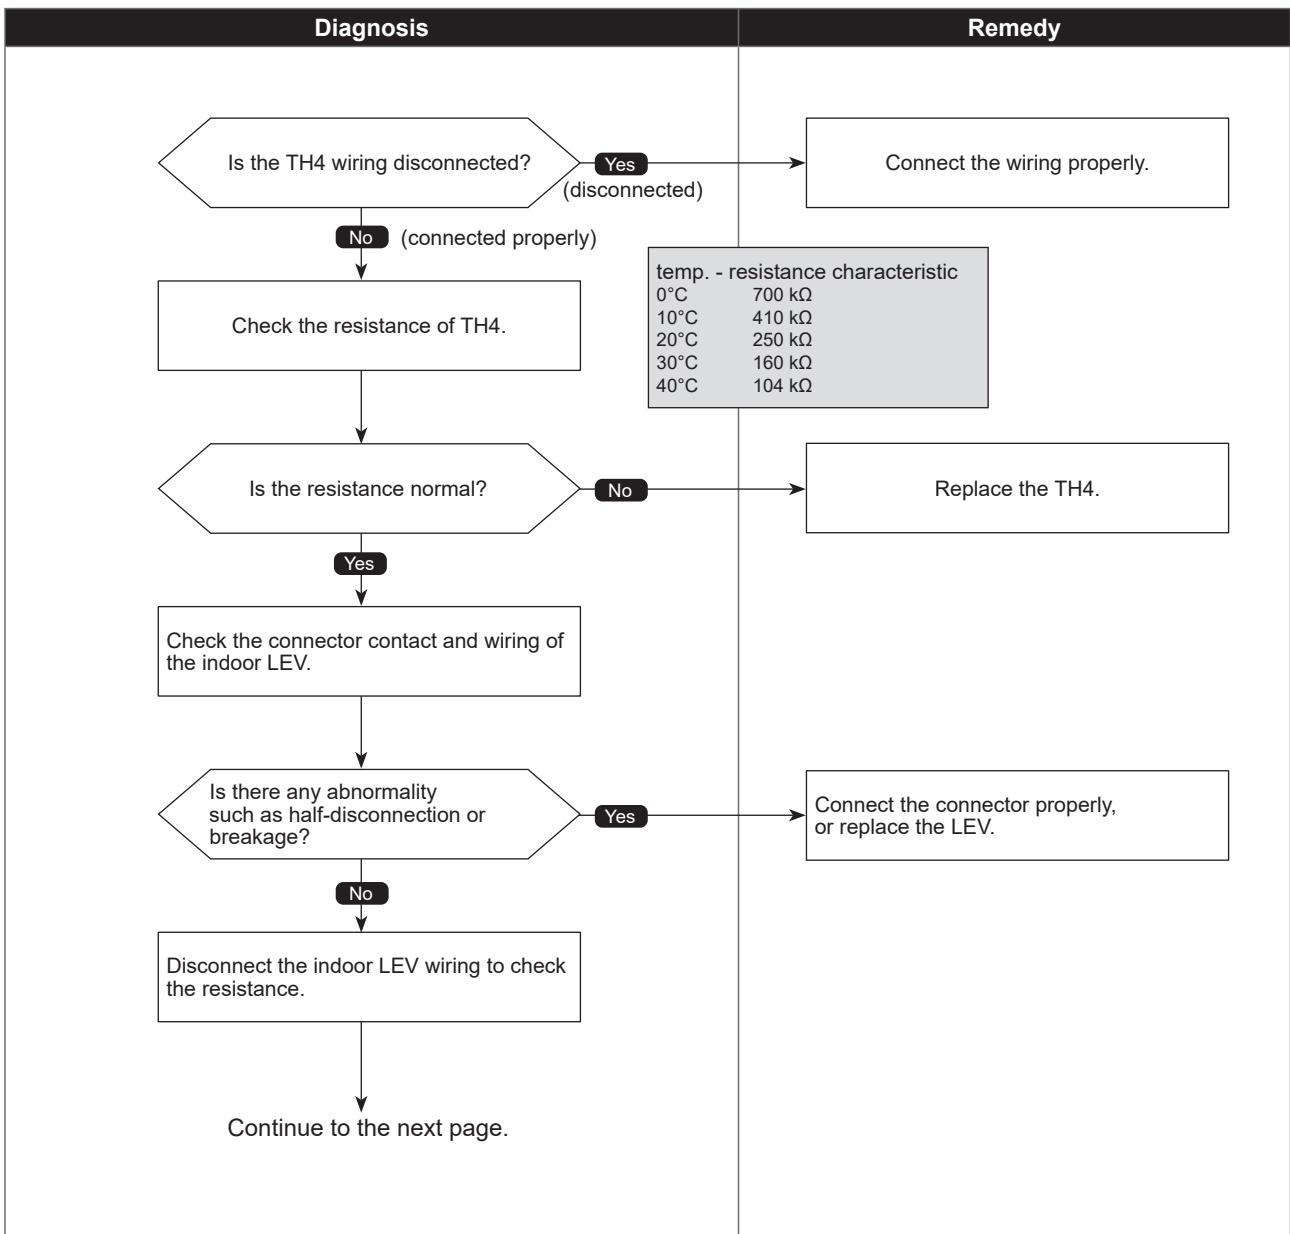 Diagnosis
Remedy
Is the TH4 wiring disconnected?
Yes
(disconnected)
Connect the wiring properly.
No
(connected properly)
temp. - resistance characteristic
0°C 700 kΩ
10°C 410 kΩ
20°C 250 kΩ
30°C 160 kΩ
40°C 104 kΩ
Check the resistance of TH4.
Is the resistance normal?
No
Replace the TH4.
Yes
Check the connector contact and wiring of
the indoor LEV.
Is there any abnormality
such as half-disconnection or
breakage?
Yes
Connect the connector properly,
or replace the LEV.
No
Disconnect the indoor LEV wiring to check
the resistance.
Continue to the next page.